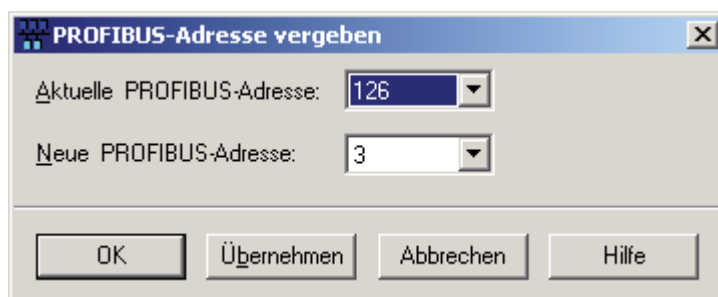 PROFIBUS-Adresse vergeben
Aktuelle PROFIBUS-Adresse: 126
Neue PROFIBUS-Adresse: 3
OK Übernehmen Abbrechen Hilfe